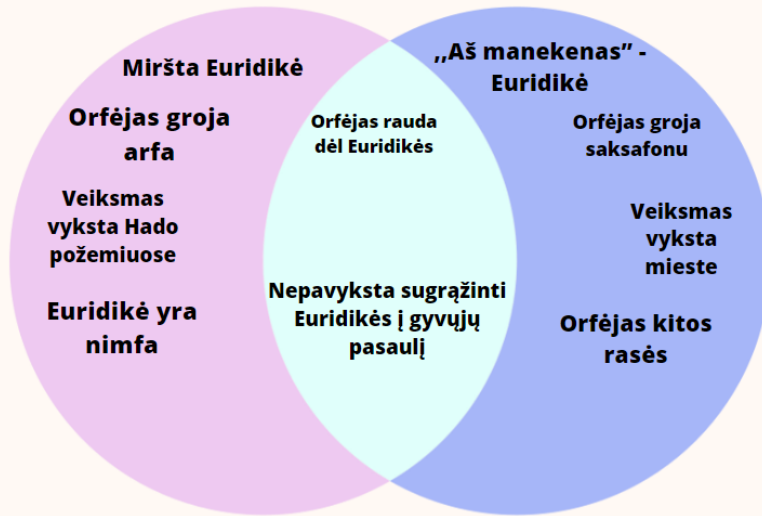 Miršta Euridikė
Orfėjas groja
arfa
Veiksmas
vyksta Hado
požemiuose
Euridikė yra
nimfa
Orfėjas rauda
dėl Euridikės
Nepavyksta sugrąžinti
Euridikės į gyvųjų
pasaulį
,,Aš manekenas” -
Euridikė
Orfėjas groja
saksafonu
Veiksmas
vyksta
mieste
Orfėjas kitos
rasės